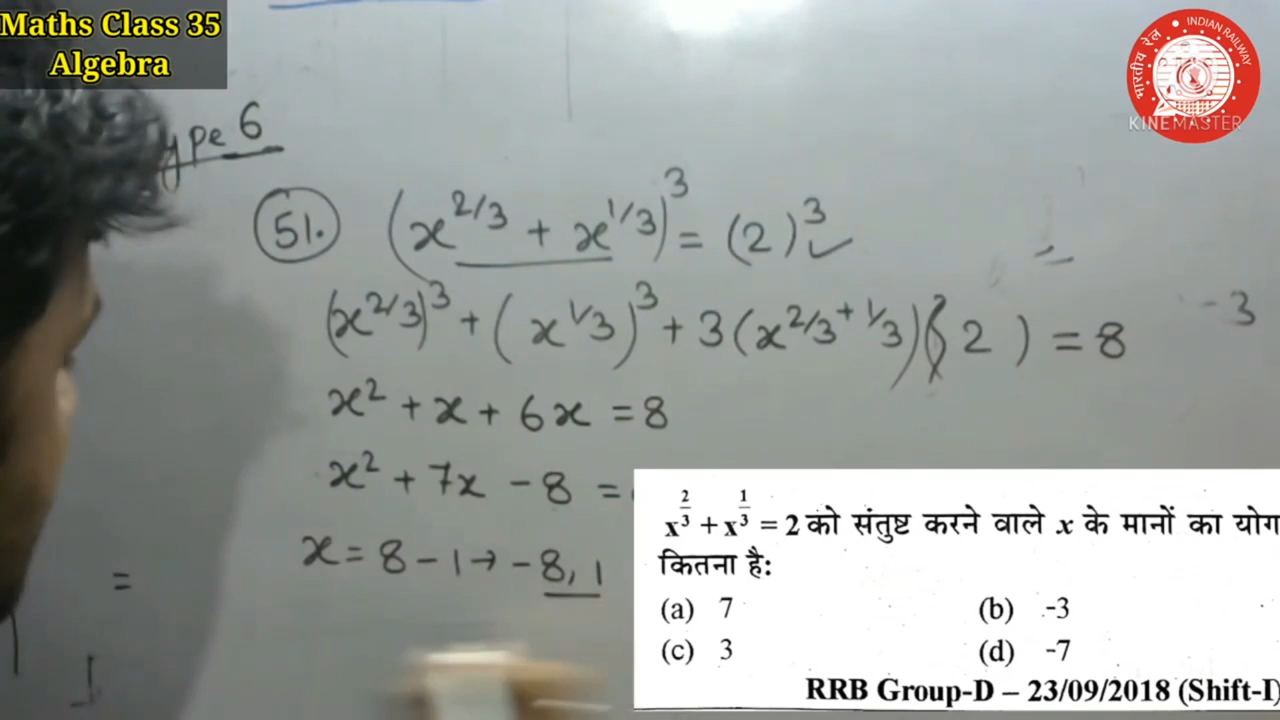 Maths Class 35
Algebra
भारतीय रेल INDIAN RAILWAY
KINEMASTER
ype 6
51. (x^{2/3} + x^{1/3})^3 = (2)^3
(x^{2/3})^3 + (x^{1/3})^3 + 3(x^{2/3 + 1/3})(2) = 8
-3
x² + x + 6x = 8
x² + 7x - 8 =
x = 8 - 1 → -8, 1
=
x^{2/3} + x^{1/3} = 2 को संतुष्ट करने वाले x के मानों का योग
कितना है:
(a) 7 (b) -3
(c) 3 (d) -7
RRB Group-D – 23/09/2018 (Shift-I)